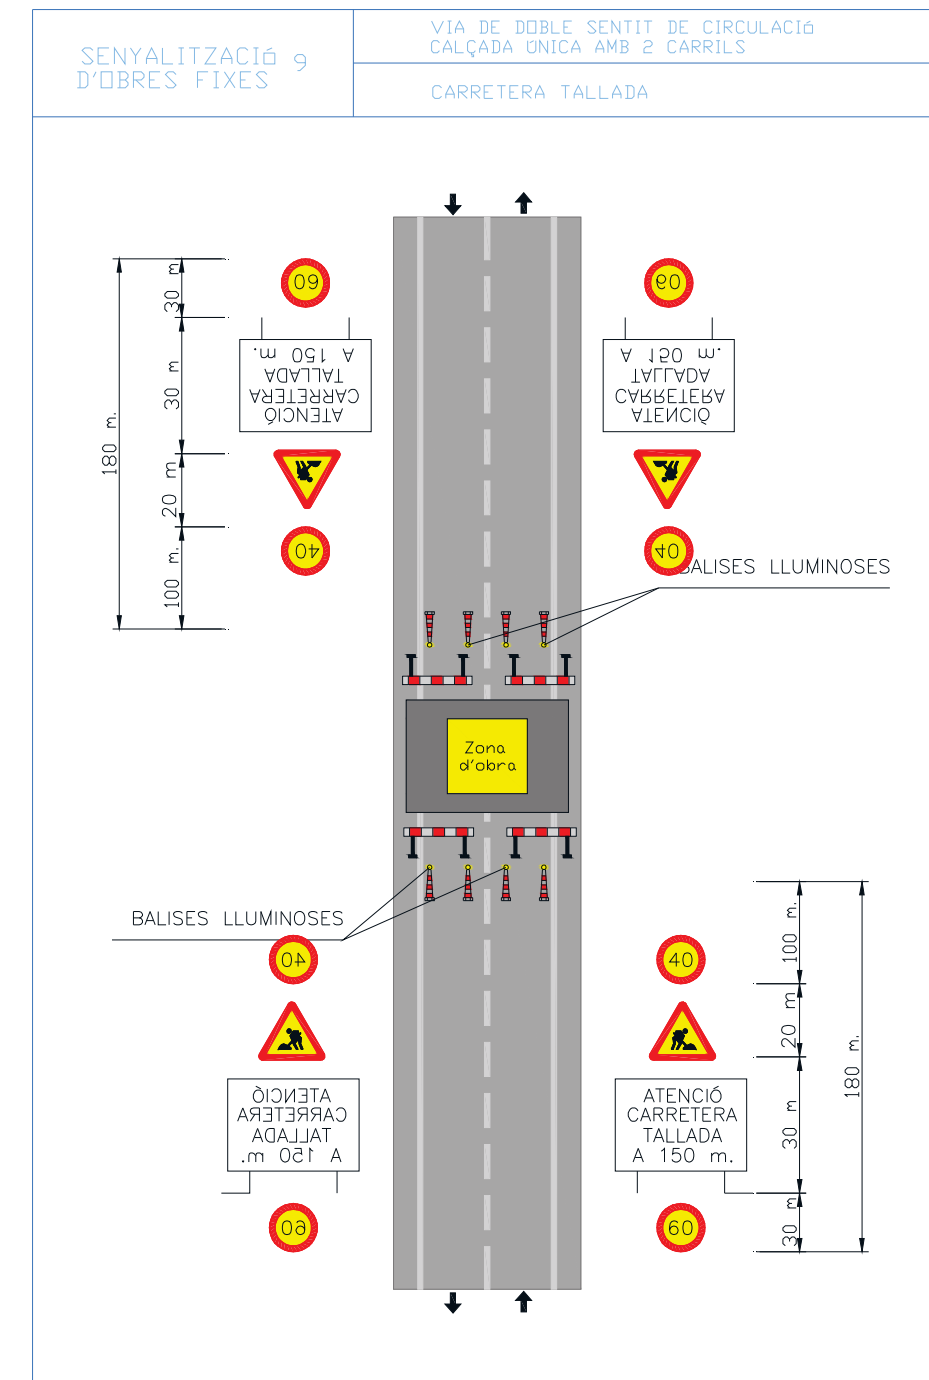 SENYALITZACIÓ 9
D'OBRES FIXES
VIA DE DOBLE SENTIT DE CIRCULACIÓ
CALÇADA ÚNICA AMB 2 CARRILS
CARRETERA TALLADA
180 m.
30 m
30 m
20 m
100 m.
60
ATENCIÓ
CARRETERA
TALLADA
A 150 m.
40
60
ATENCIÓ
CARRETERA
TALLADA
A 150 m.
40
BALISES LLUMINOSES
Zona
d'obra
BALISES LLUMINOSES
40
ATENCIÓ
CARRETERA
TALLADA
A 150 m.
60
40
ATENCIÓ
CARRETERA
TALLADA
A 150 m.
60
100 m.
20 m
30 m
30 m
180 m.